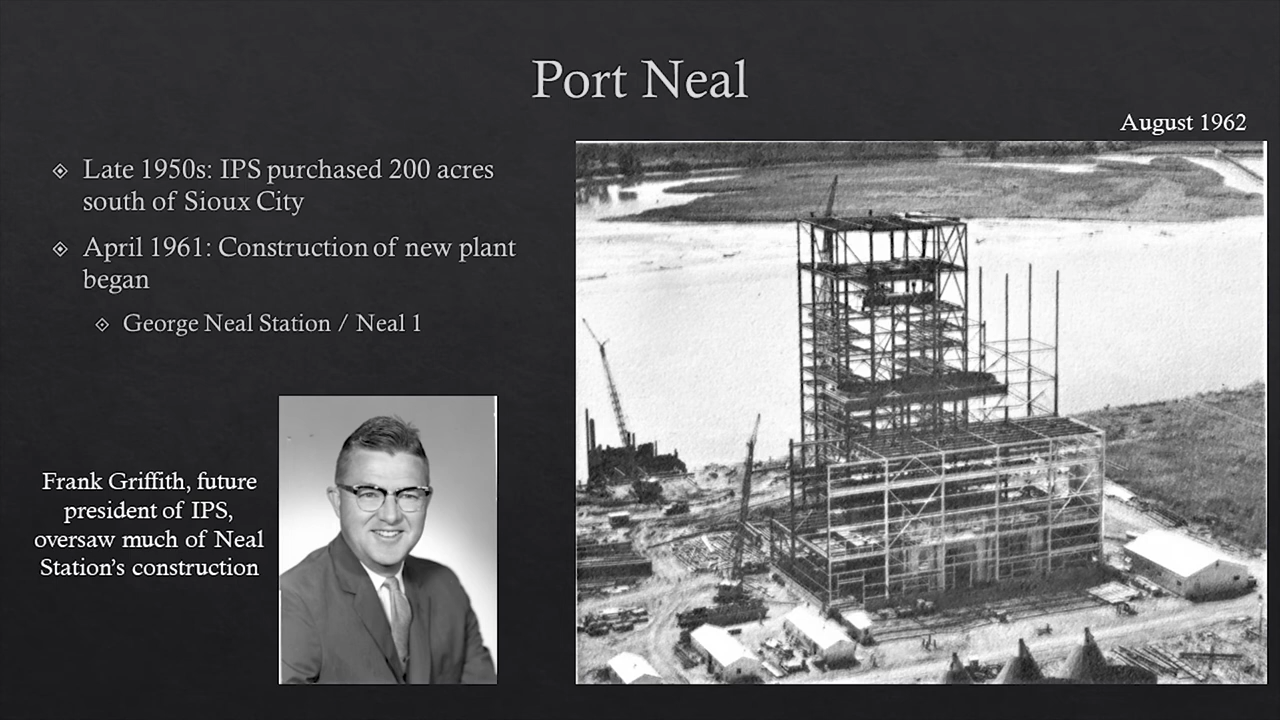 Port Neal
August 1962
Late 1950s: IPS purchased 200 acres
south of Sioux City
April 1961: Construction of new plant
began
George Neal Station / Neal 1
Frank Griffith, future
president of IPS,
oversaw much of Neal
Station's construction